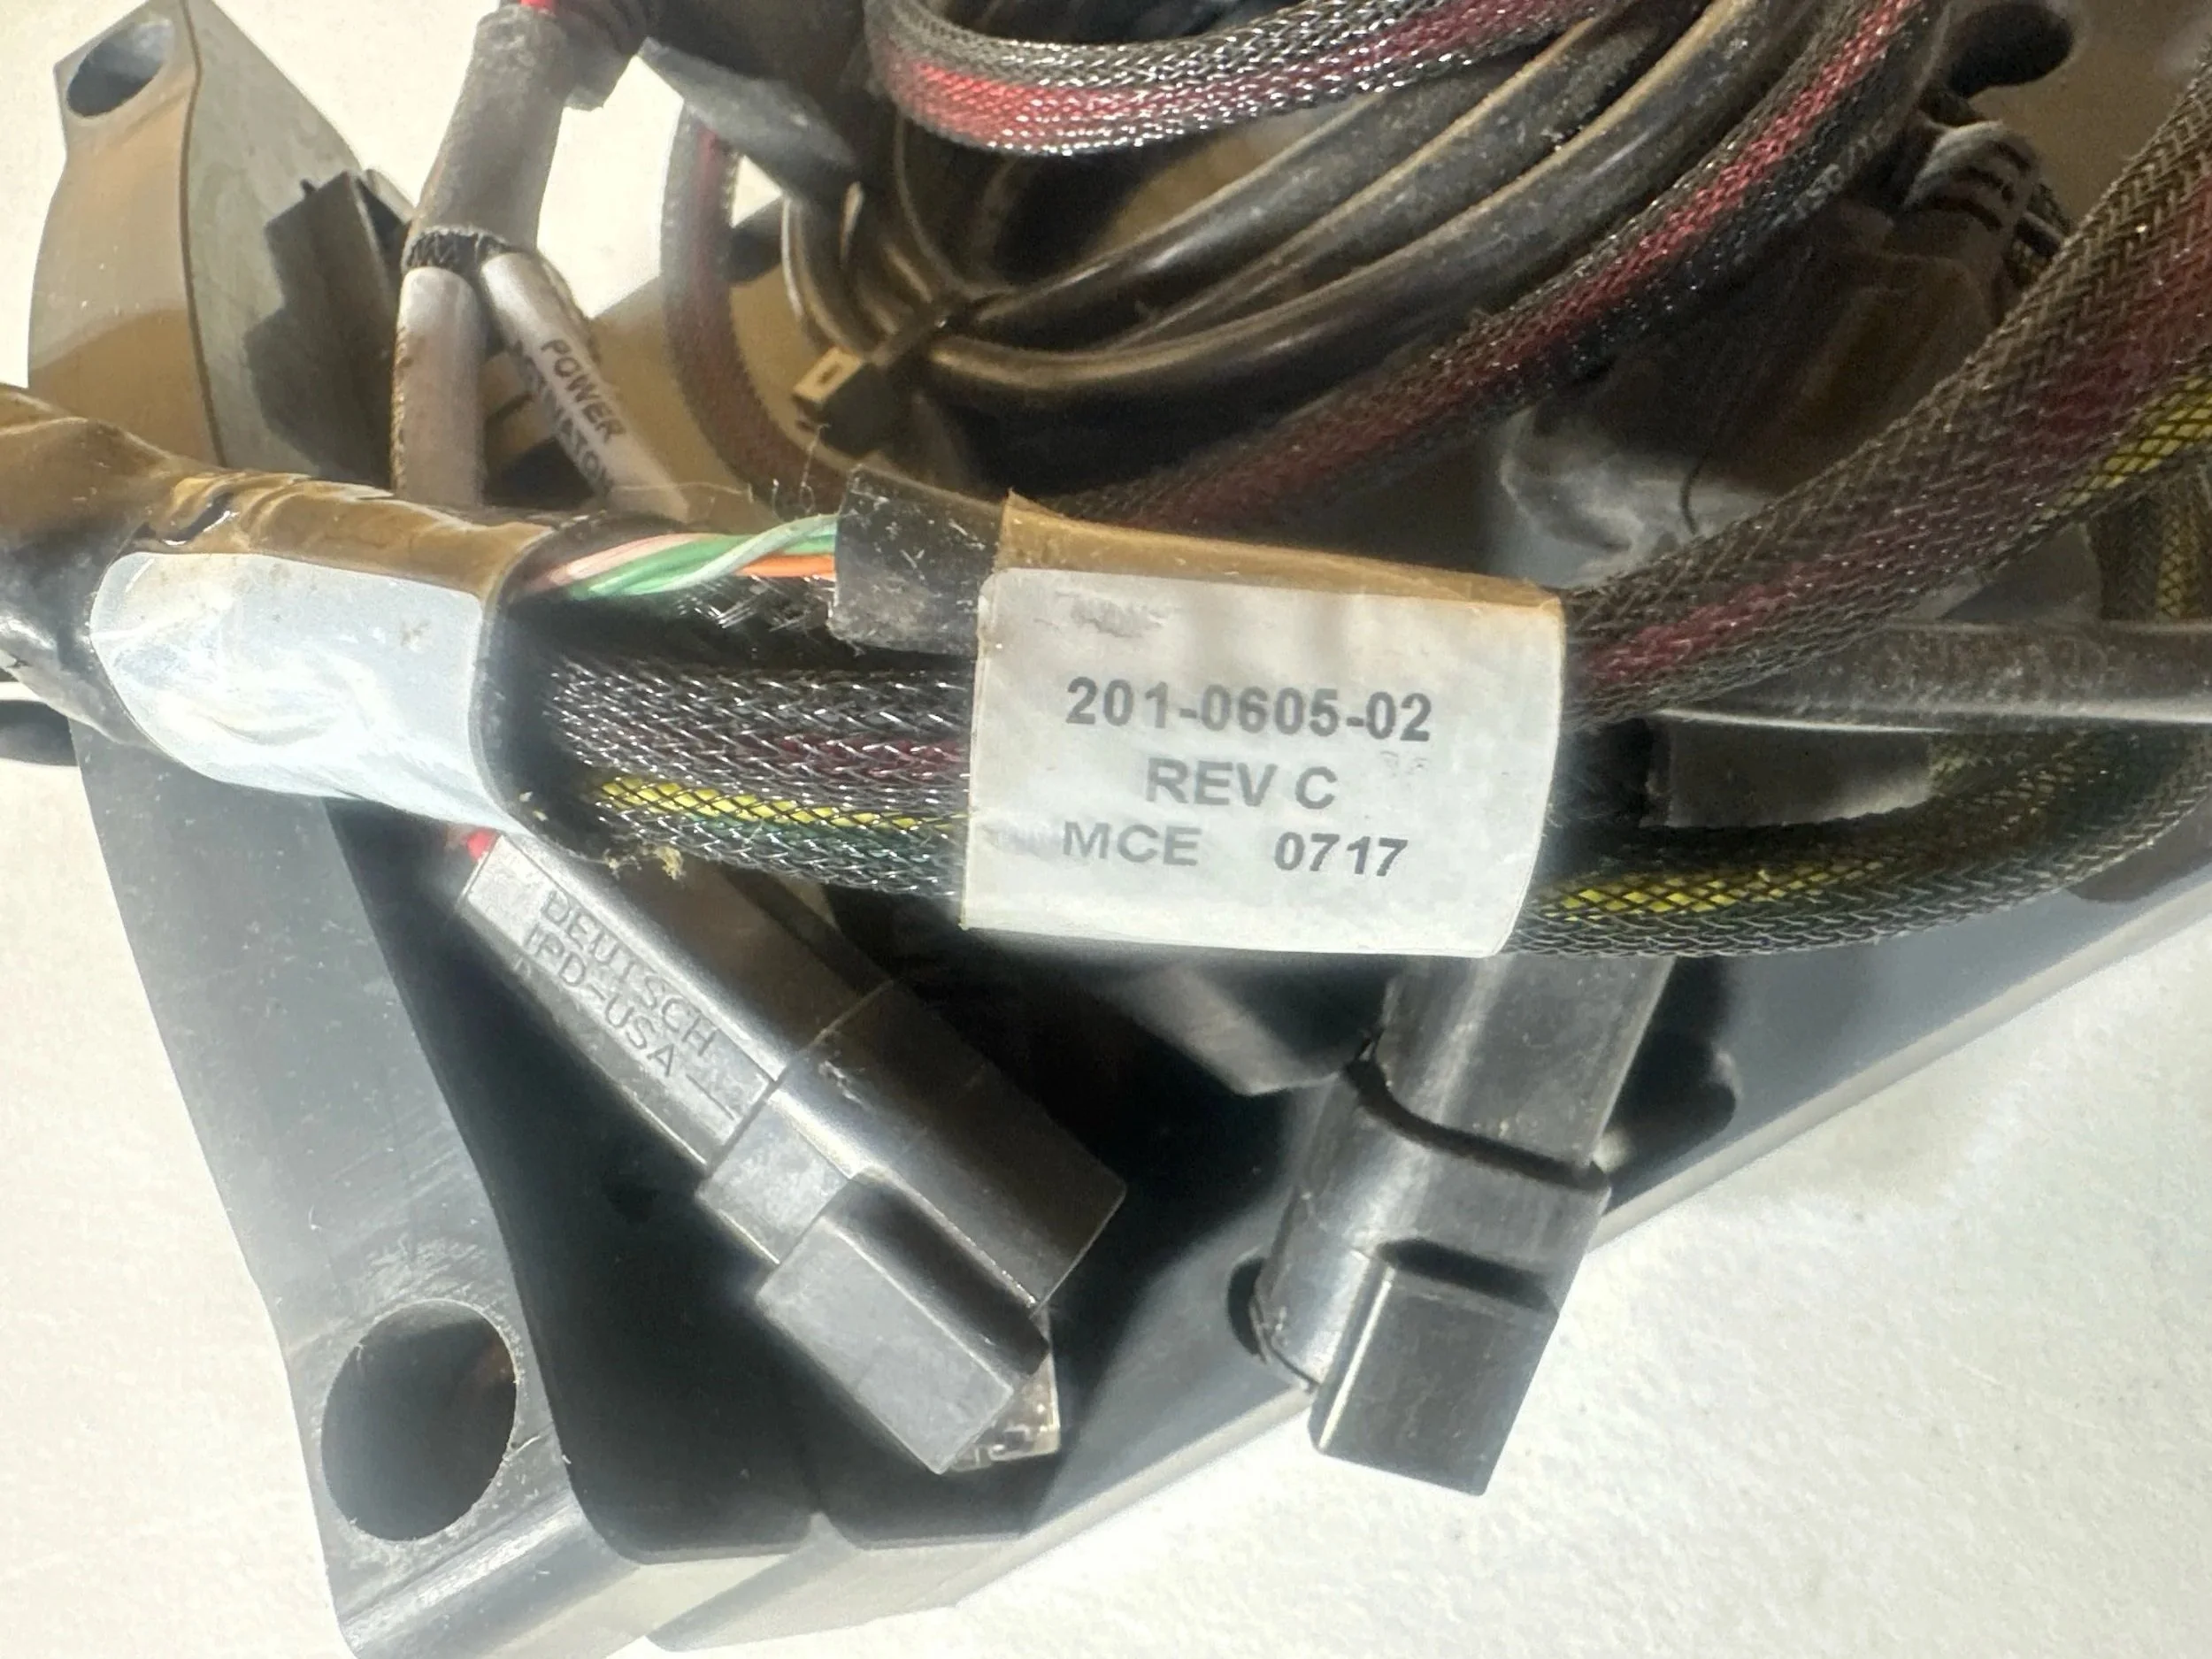 POWER
201-0605-02
REV C
MCE 0717
DEUTSCH
IPD-USA